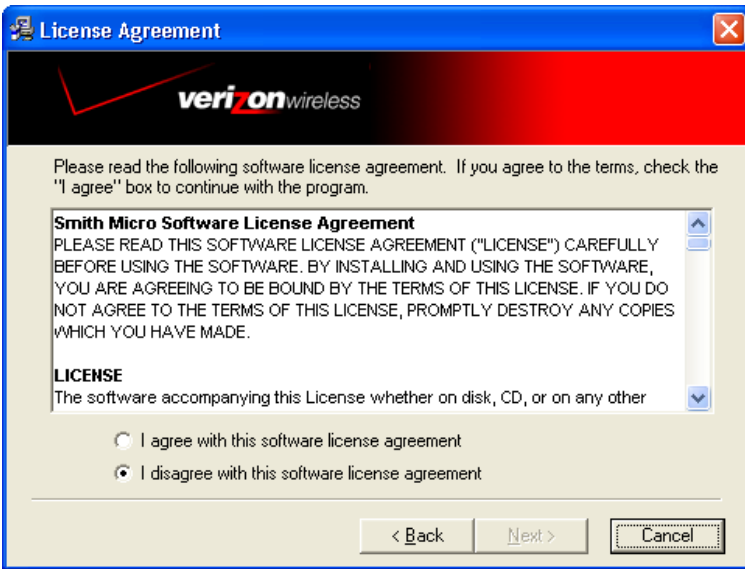 License Agreement
verizonwireless
Please read the following software license agreement.  If you agree to the terms, check the
"I agree" box to continue with the program.
Smith Micro Software License Agreement
PLEASE READ THIS SOFTWARE LICENSE AGREEMENT ("LICENSE") CAREFULLY
BEFORE USING THE SOFTWARE. BY INSTALLING AND USING THE SOFTWARE,
YOU ARE AGREEING TO BE BOUND BY THE TERMS OF THIS LICENSE. IF YOU DO
NOT AGREE TO THE TERMS OF THIS LICENSE, PROMPTLY DESTROY ANY COPIES
WHICH YOU HAVE MADE.
LICENSE
The software accompanying this License whether on disk, CD, or on any other
I agree with this software license agreement
I disagree with this software license agreement
< Back Next > Cancel